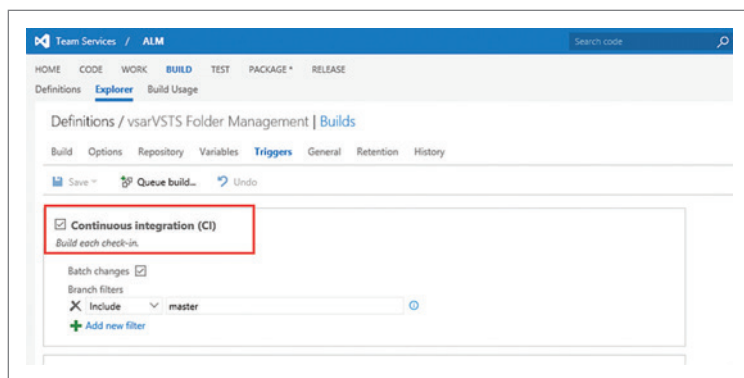 Team Services / ALM Search code
HOME CODE WORK BUILD TEST PACKAGE * RELEASE
Definitions Explorer Build Usage
Definitions / vsarVSTS Folder Management | Builds
Build Options Repository Variables Triggers General Retention History
Save Queue build... Undo
Continuous integration (CI)
Build each check-in.
Batch changes
Branch filters
Include master
Add new filter